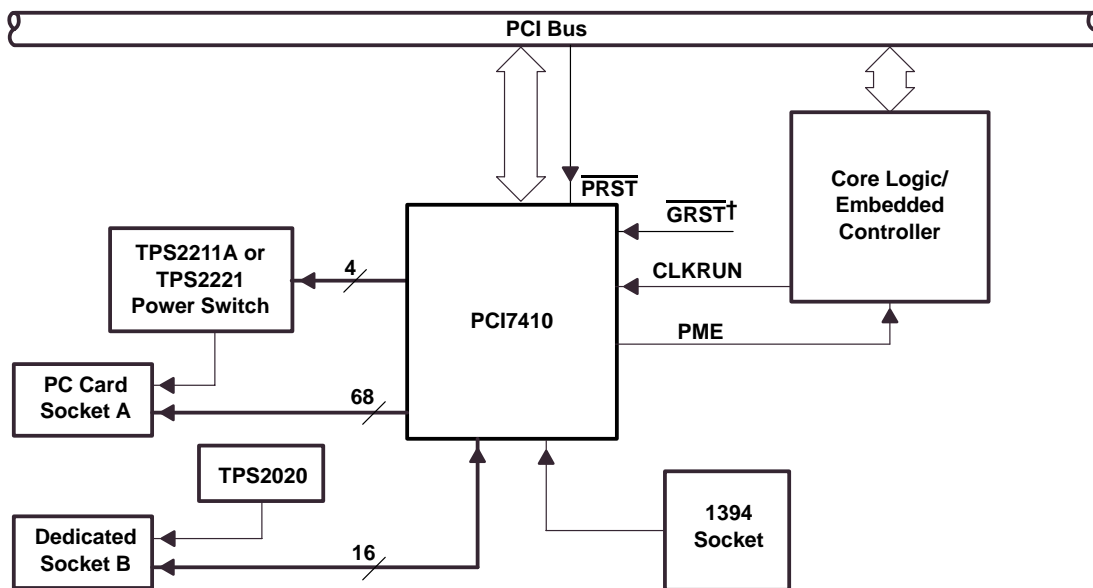 PCI Bus
PRST
GRST†
Core Logic/
Embedded
Controller
TPS2211A or
TPS2221
Power Switch
4
CLKRUN
PCI7410
PME
PC Card
Socket A
68
TPS2020
1394
Socket
Dedicated
Socket B
16